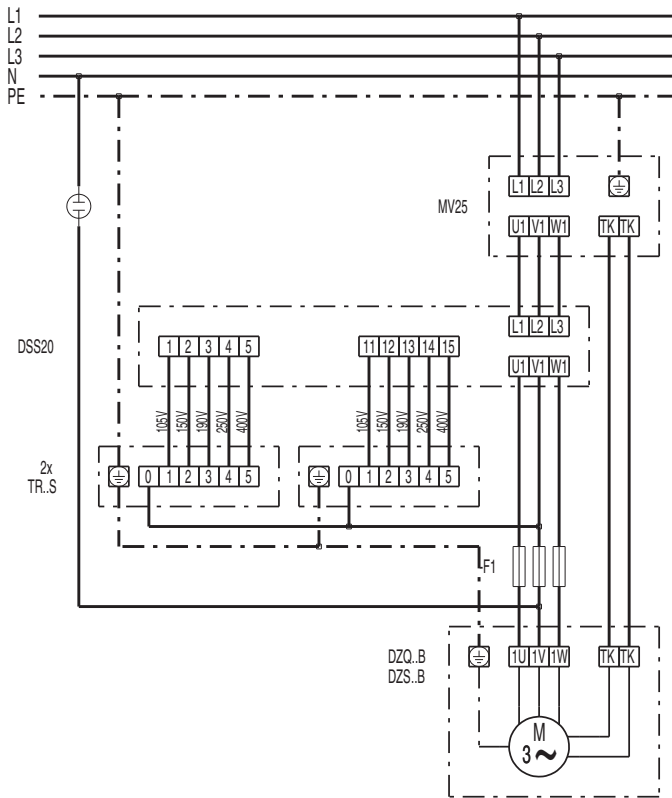 L1
L2
L3
N
PE
MV25
L1 L2 L3
U1 V1 W1 TK TK
L1 L2 L3
DSS20
1 2 3 4 5
11 12 13 14 15
U1 V1 W1
105V 150V 190V 250V 400V
105V 150V 190V 250V 400V
2x
TR..S
0 1 2 3 4 5
0 1 2 3 4 5
F1
DZQ..B
DZS..B
1U 1V 1W TK TK
M
3 ~